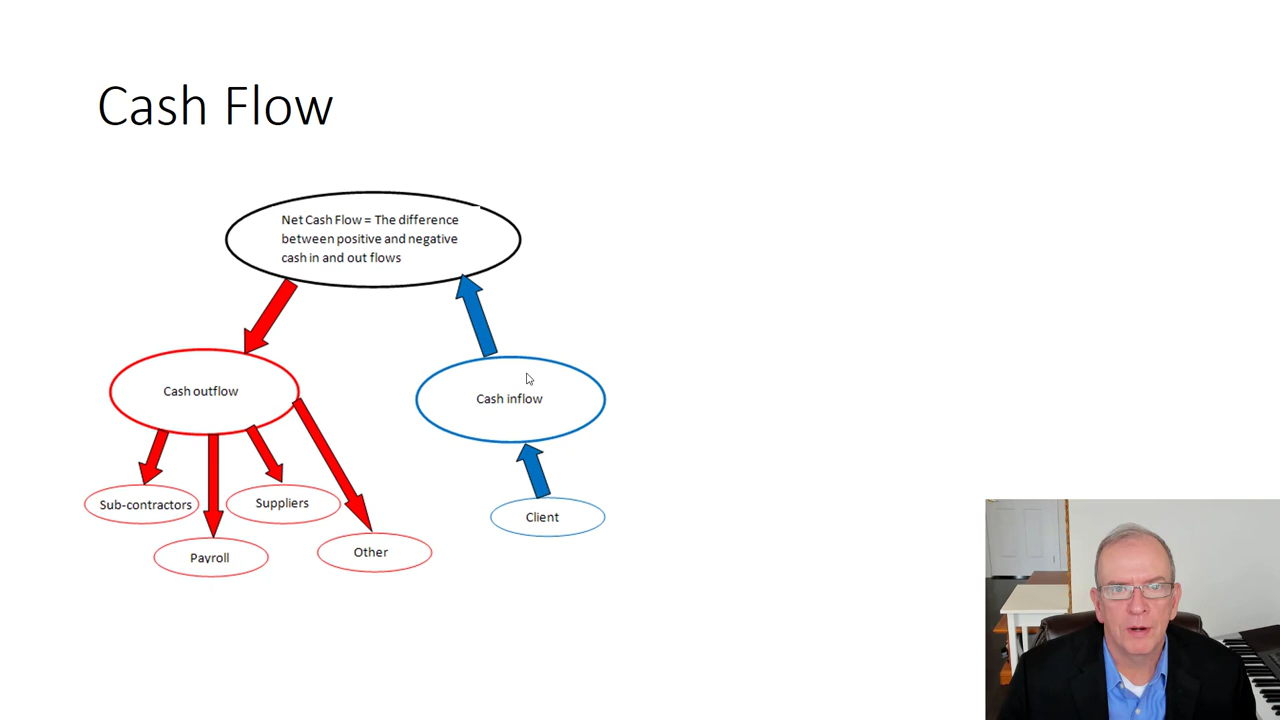 Cash Flow
Net Cash Flow = The difference
between positive and negative
cash in and out flows
Cash outflow
Cash inflow
Sub-contractors
Suppliers
Client
Payroll
Other